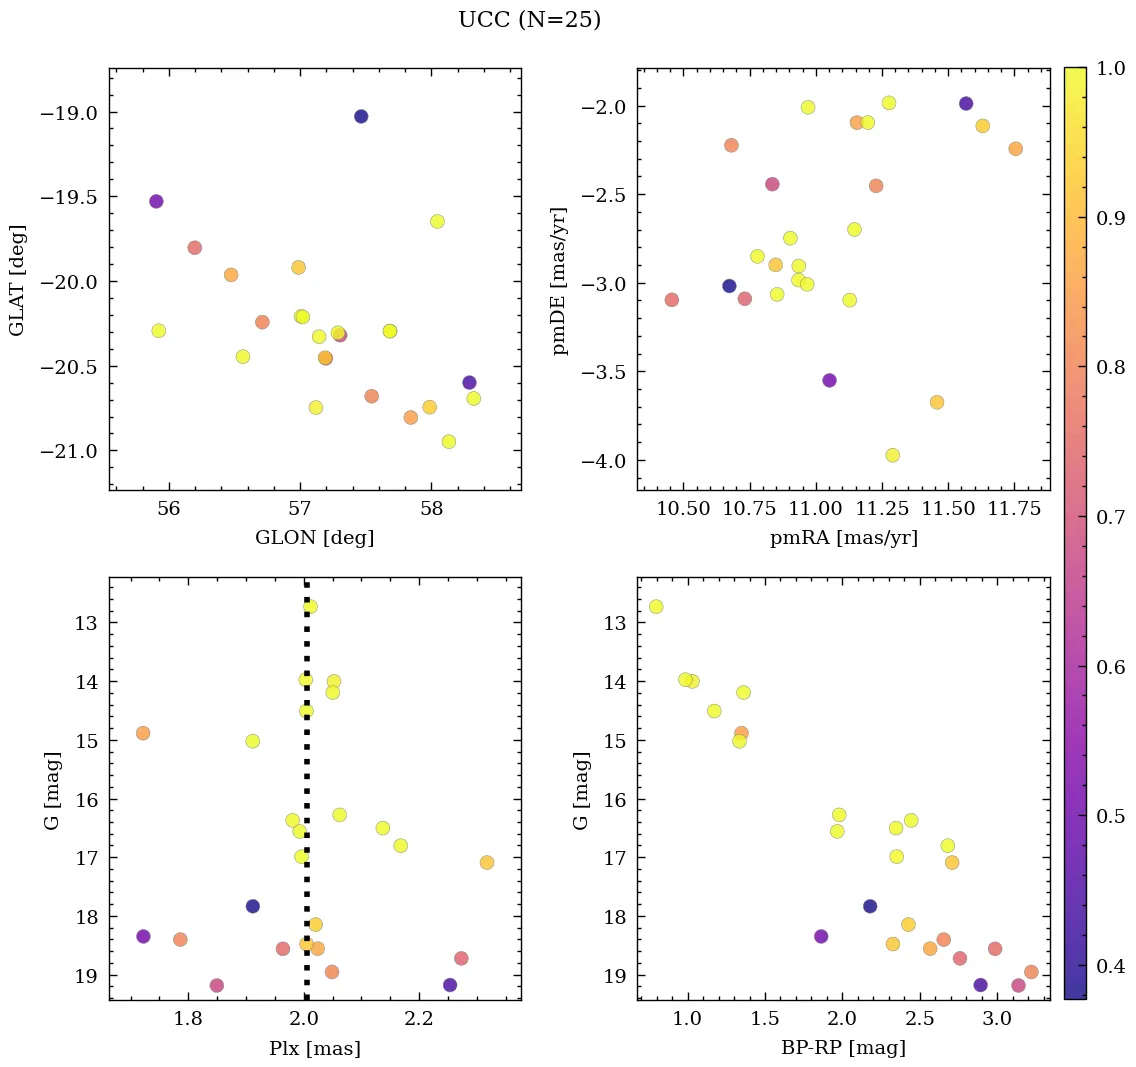 UCC (N=25)
−19.0
−19.5
−20.0
−20.5
−21.0
GLAT [deg]
56 57 58
GLON [deg]
−2.0
−2.5
−3.0
−3.5
−4.0
pmDE [mas/yr]
10.50 10.75 11.00 11.25 11.50 11.75
pmRA [mas/yr]
13
14
15
16
17
18
19
G [mag]
1.8 2.0 2.2
Plx [mas]
13
14
15
16
17
18
19
G [mag]
1.0 1.5 2.0 2.5 3.0
BP-RP [mag]
1.0
0.9
0.8
0.7
0.6
0.5
0.4